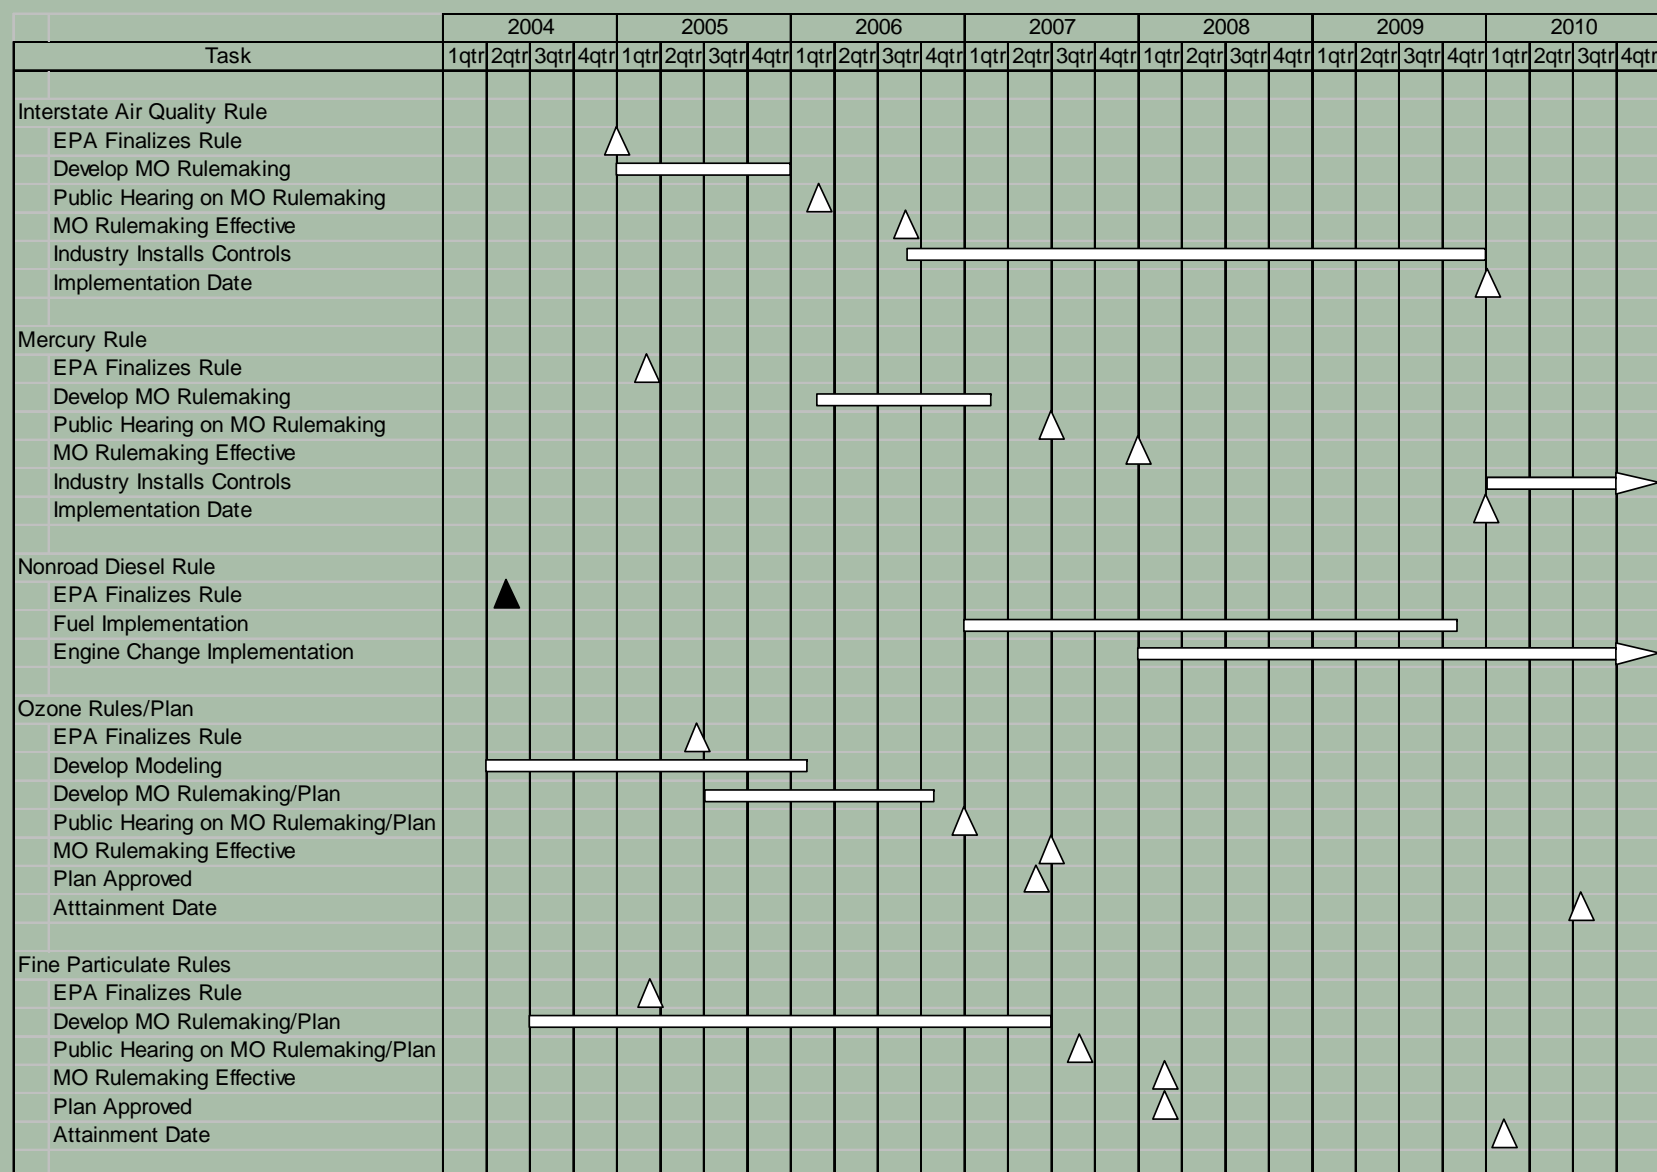 2004 2005 2006 2007 2008 2009 2010
Task 1qtr 2qtr 3qtr 4qtr 1qtr 2qtr 3qtr 4qtr 1qtr 2qtr 3qtr 4qtr 1qtr 2qtr 3qtr 4qtr 1qtr 2qtr 3qtr 4qtr 1qtr 2qtr 3qtr 4qtr 1qtr 2qtr 3qtr 4qtr
Interstate Air Quality Rule
EPA Finalizes Rule
Develop MO Rulemaking
Public Hearing on MO Rulemaking
MO Rulemaking Effective
Industry Installs Controls
Implementation Date
Mercury Rule
EPA Finalizes Rule
Develop MO Rulemaking
Public Hearing on MO Rulemaking
MO Rulemaking Effective
Industry Installs Controls
Implementation Date
Nonroad Diesel Rule
EPA Finalizes Rule
Fuel Implementation
Engine Change Implementation
Ozone Rules/Plan
EPA Finalizes Rule
Develop Modeling
Develop MO Rulemaking/Plan
Public Hearing on MO Rulemaking/Plan
MO Rulemaking Effective
Plan Approved
Atttainment Date
Fine Particulate Rules
EPA Finalizes Rule
Develop MO Rulemaking/Plan
Public Hearing on MO Rulemaking/Plan
MO Rulemaking Effective
Plan Approved
Attainment Date